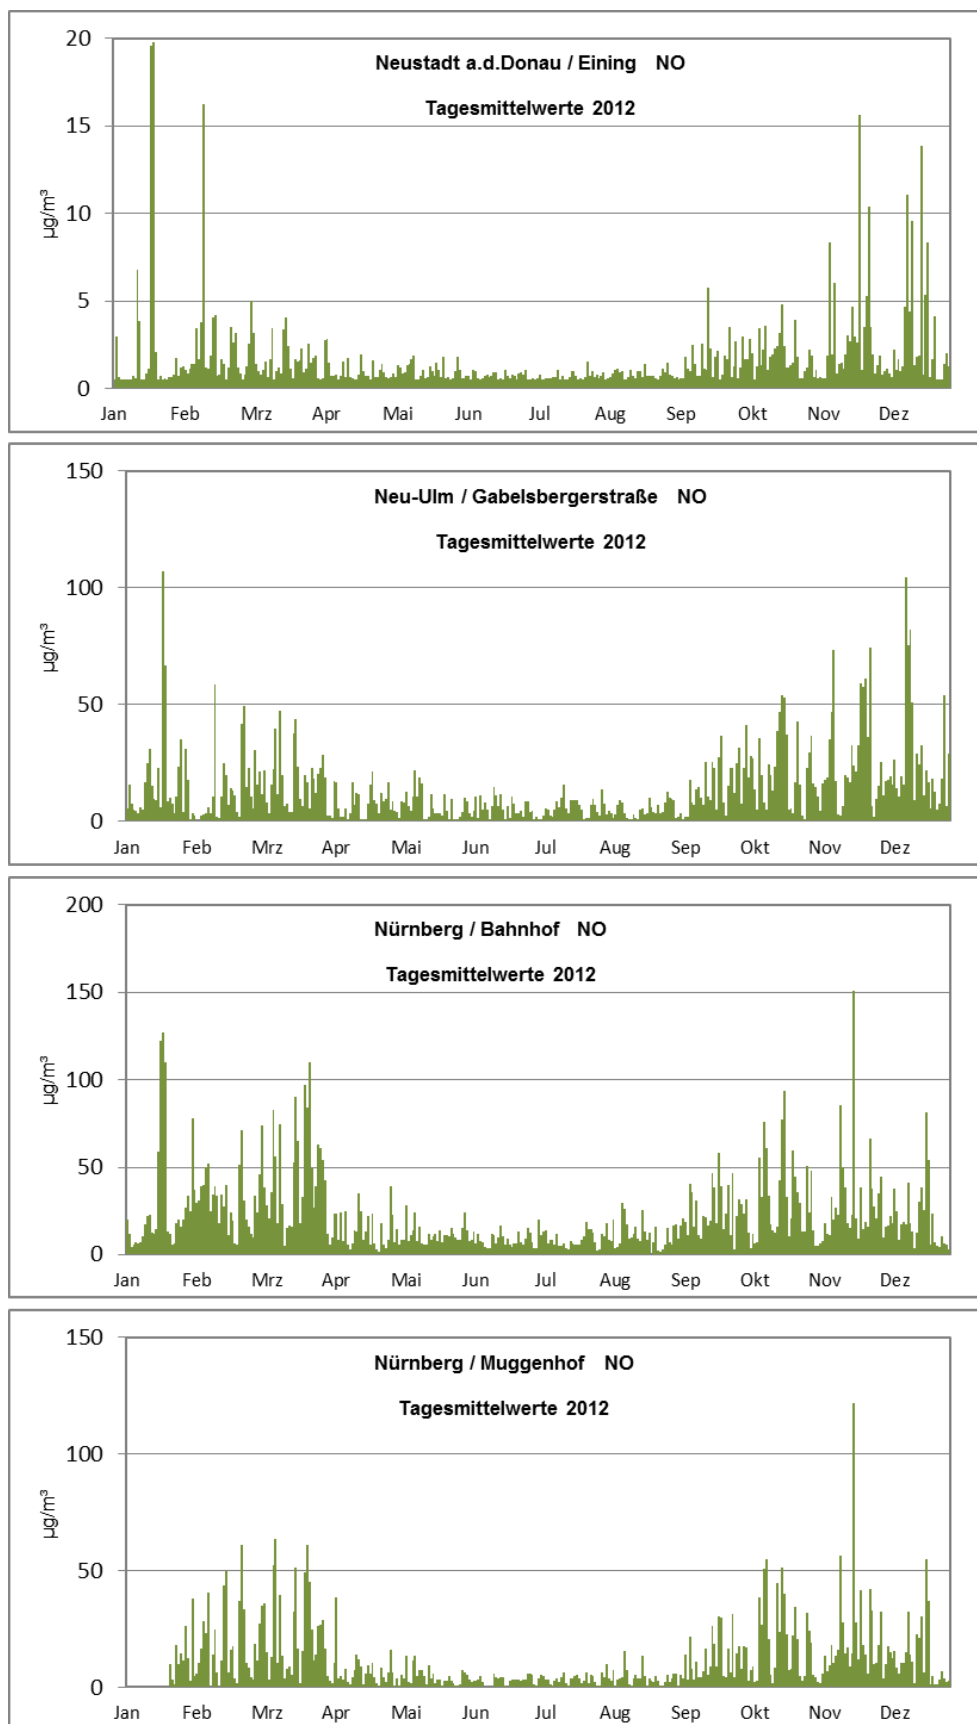 Neustadt a.d.Donau / Eining NO
Tagesmittelwerte 2012
µg/m³
20
15
10
5
0
Jan Feb Mrz Apr Mai Jun Jul Aug Sep Okt Nov Dez
Neu-Ulm / Gabelsbergerstraße NO
Tagesmittelwerte 2012
µg/m³
150
100
50
0
Jan Feb Mrz Apr Mai Jun Jul Aug Sep Okt Nov Dez
Nürnberg / Bahnhof NO
Tagesmittelwerte 2012
µg/m³
200
150
100
50
0
Jan Feb Mrz Apr Mai Jun Jul Aug Sep Okt Nov Dez
Nürnberg / Muggenhof NO
Tagesmittelwerte 2012
µg/m³
150
100
50
0
Jan Feb Mrz Apr Mai Jun Jul Aug Sep Okt Nov Dez